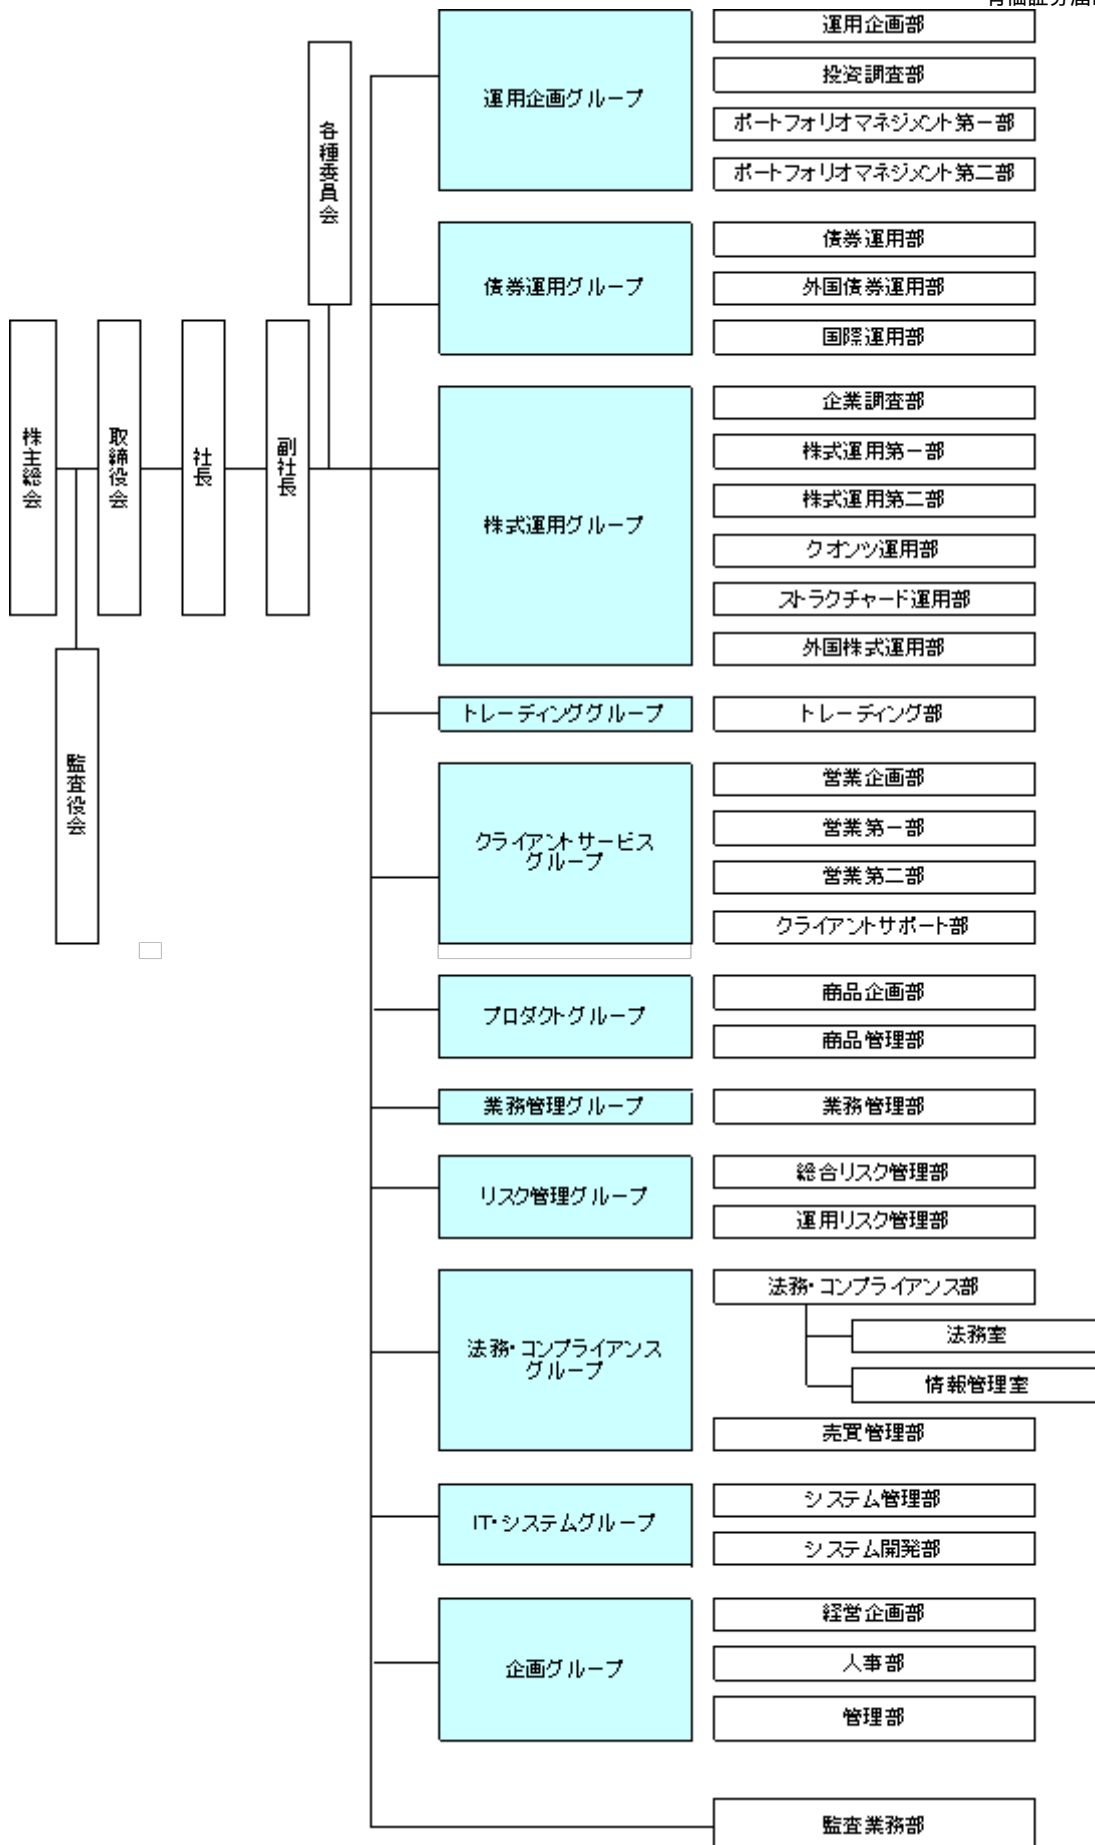 運用企画部
投資調査部
運用企画グループ
ポートフォリオマネジメント第一部
ポートフォリオマネジメント第二部
各種委員会
債券運用部
債券運用グループ
外国債券運用部
国際運用部
株主総会
取締役会
社長
副社長
監査役会
企業調査部
株式運用第一部
株式運用第二部
株式運用グループ
クオンツ運用部
ストラクチャード運用部
外国株式運用部
トレーディンググループ
トレーディング部
営業企画部
営業第一部
クライアントサービス
グループ
営業第二部
クライアントサポート部
商品企画部
プロダクトグループ
商品管理部
業務管理グループ
業務管理部
総合リスク管理部
リスク管理グループ
運用リスク管理部
法務・コンプライアンス部
法務室
法務・コンプライアンス
グループ
情報管理室
売買管理部
システム管理部
IT・システムグループ
システム開発部
経営企画部
企画グループ
人事部
管理部
監査業務部